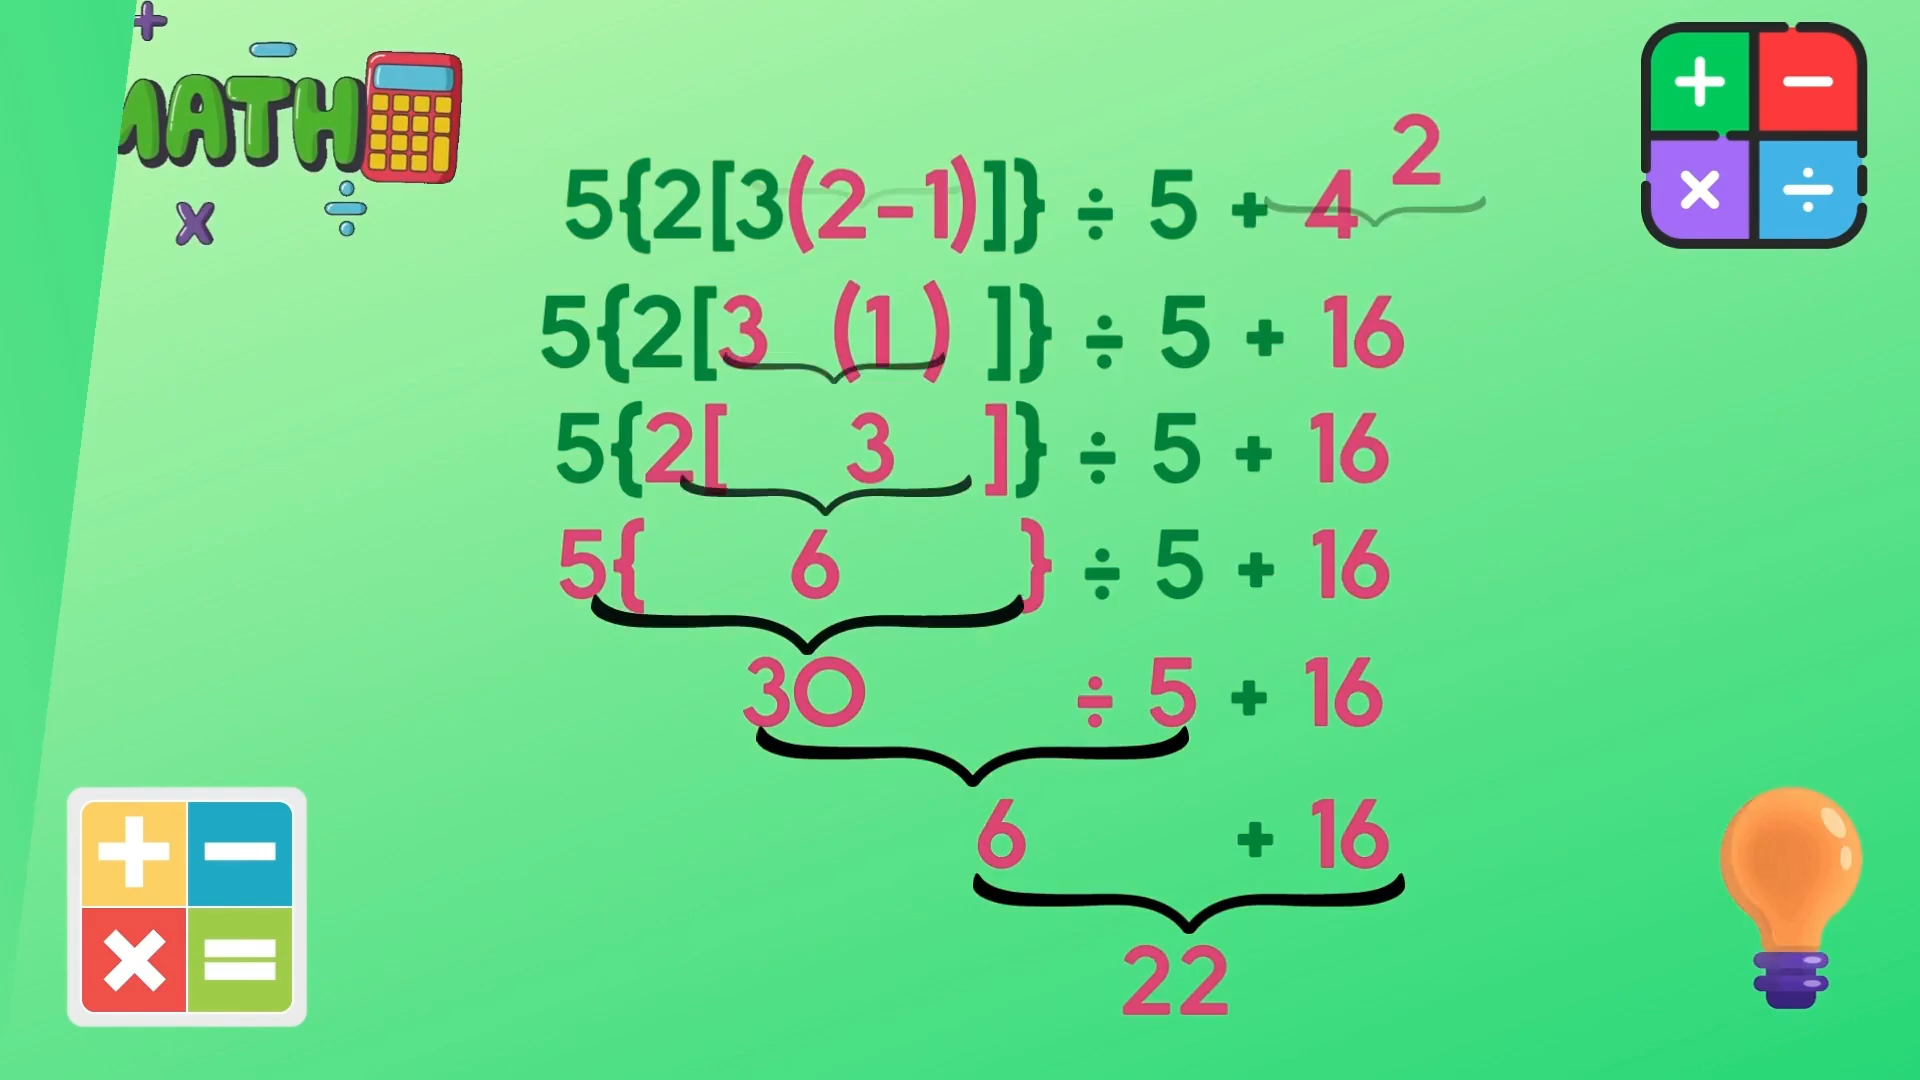 MATH
5{2[3(2-1)]} ÷ 5 + 4²
5{2[3 (1) ]} ÷ 5 + 16
5{2[ 3 ]} ÷ 5 + 16
5{ 6 } ÷ 5 + 16
30 ÷ 5 + 16
6 + 16
22